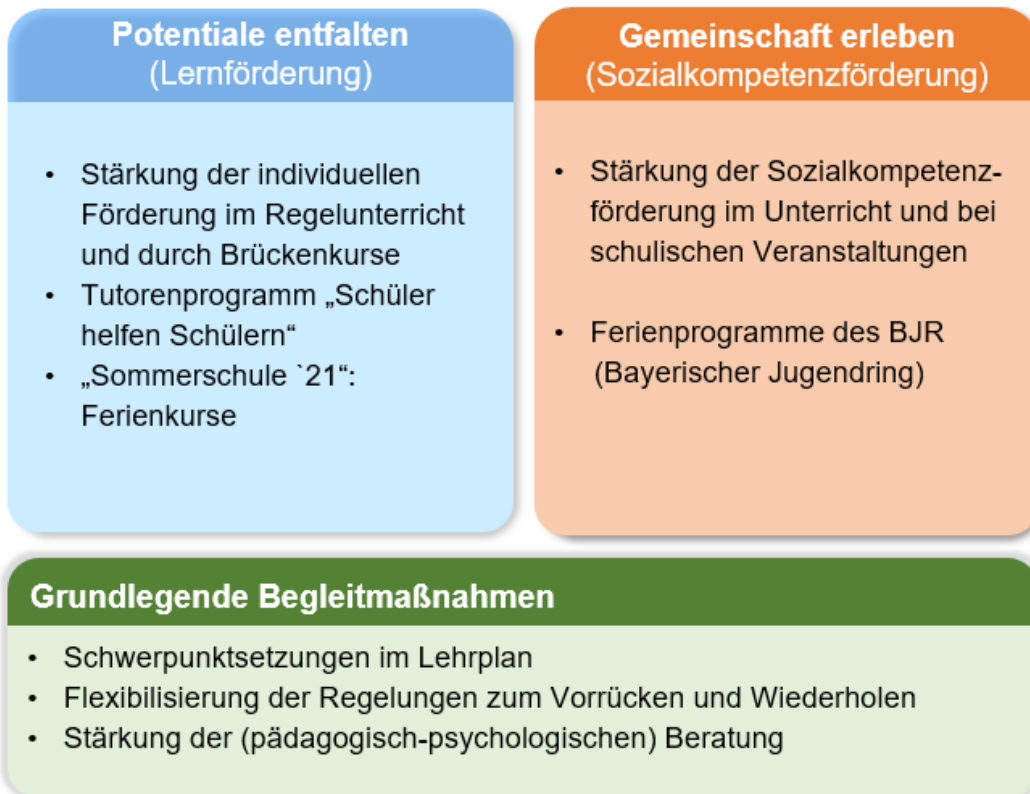 Potentiale entfalten
(Lernförderung)
• Stärkung der individuellen
Förderung im Regelunterricht
und durch Brückenkurse
• Tutorenprogramm „Schüler
helfen Schülern“
• „Sommerschule `21“:
Ferienkurse
Gemeinschaft erleben
(Sozialkompetenzförderung)
• Stärkung der Sozialkompetenz-
förderung im Unterricht und bei
schulischen Veranstaltungen
• Ferienprogramme des BJR
(Bayerischer Jugendring)
Grundlegende Begleitmaßnahmen
• Schwerpunktsetzungen im Lehrplan
• Flexibilisierung der Regelungen zum Vorrücken und Wiederholen
• Stärkung der (pädagogisch-psychologischen) Beratung